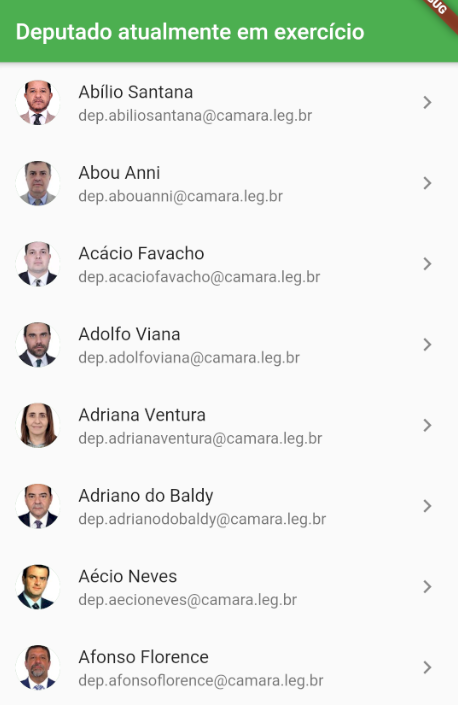 Deputado atualmente em exercício
Abílio Santana
dep.abiliosantana@camara.leg.br
Abou Anni
dep.abouanni@camara.leg.br
Acácio Favacho
dep.acaciofavacho@camara.leg.br
Adolfo Viana
dep.adolfoviana@camara.leg.br
Adriana Ventura
dep.adrianaventura@camara.leg.br
Adriano do Baldy
dep.adrianodobaldy@camara.leg.br
Aécio Neves
dep.aecioneves@camara.leg.br
Afonso Florence
dep.afonsoflorence@camara.leg.br